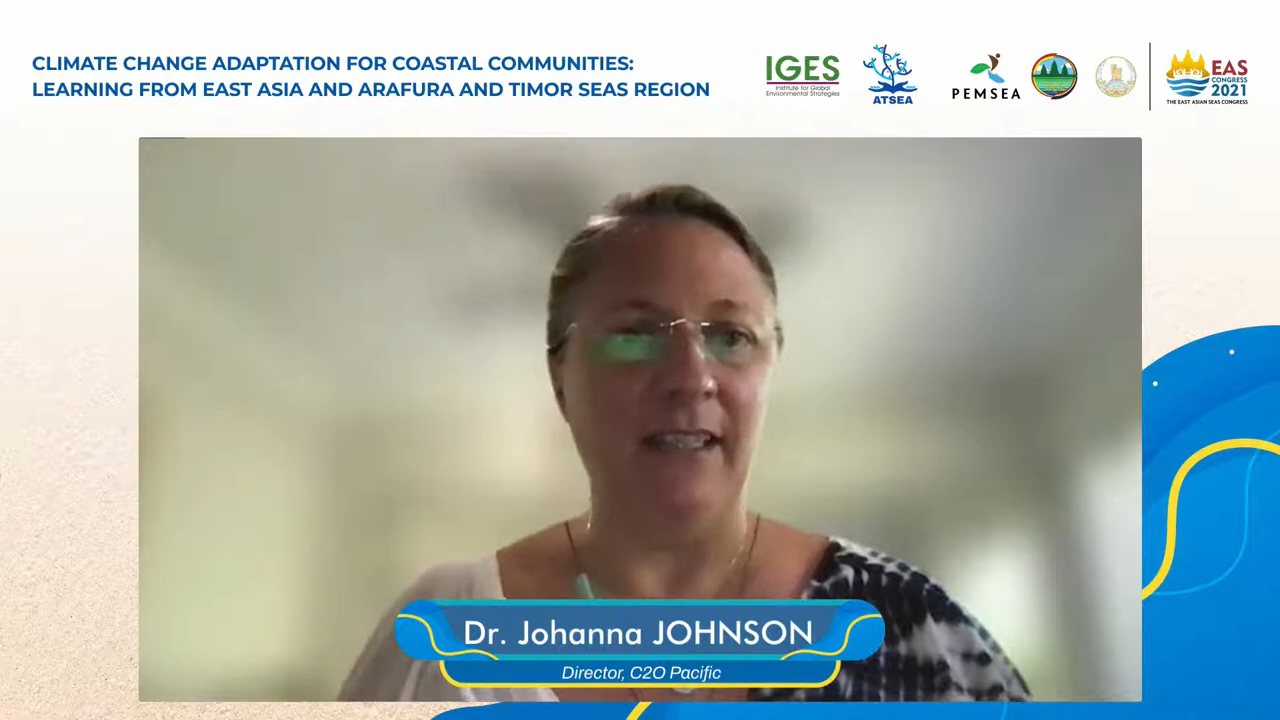 CLIMATE CHANGE ADAPTATION FOR COASTAL COMMUNITIES:
LEARNING FROM EAST ASIA AND ARAFURA AND TIMOR SEAS REGION
IGES
Institute for Global
Environmental Strategies
ATSEA
PEMSEA
EAS
CONGRESS
2021
THE EAST ASIAN SEAS CONGRESS
Dr. Johanna JOHNSON
Director, C2O Pacific